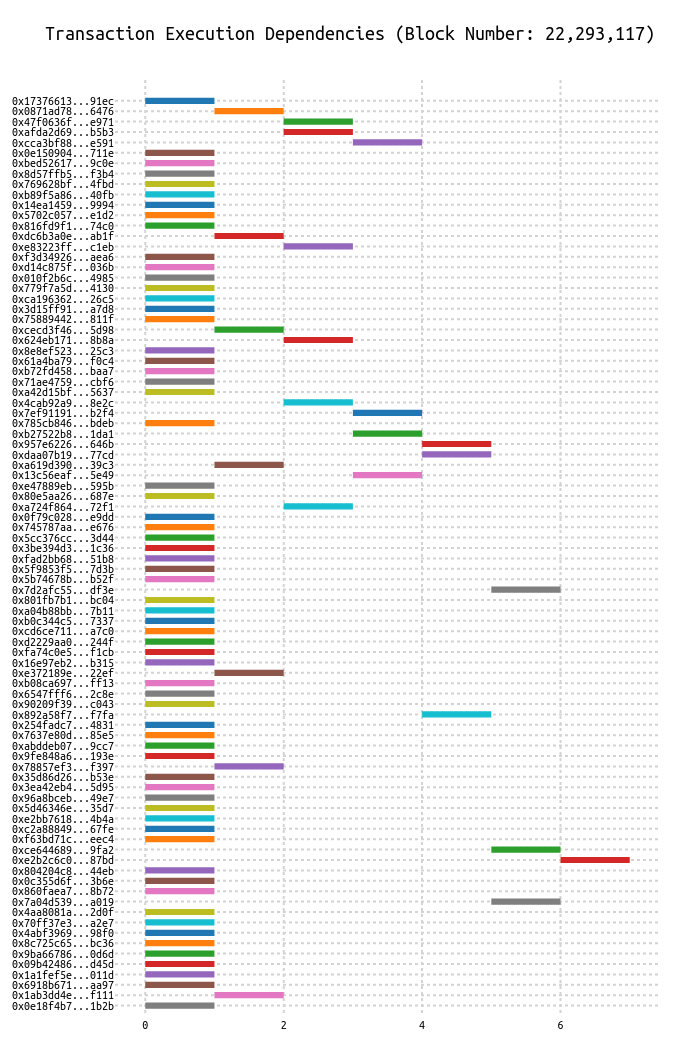 Transaction Execution Dependencies (Block Number: 22,293,117)
0x17376613...91ec
0x0871ad78...6476
0x47f0636f...e971
0xafda2d69...b5b3
0xcca3bf88...e591
0x0e150904...711e
0xbed52617...9c0e
0x8d57ffb5...f3b4
0x769628bf...4fbd
0xb89f5a86...40fb
0x14ea1459...9994
0x5702c057...e1d2
0x816fd9f1...74c0
0xdc6b3a0e...ab1f
0xe83223ff...c1eb
0xf3d34926...aea6
0xd14c875f...036b
0x010f2b6c...4985
0x779f7a5d...4130
0xca196362...26c5
0x3d15ff91...a7d8
0x75889442...811f
0xcecd3f46...5d98
0x624eb171...8b8a
0x8e8ef523...25c3
0x61a4ba79...f0c4
0xb72fd458...baa7
0x71ae4759...cbf6
0xa42d15bf...5637
0x4cab92a9...8e2c
0x7ef91191...b2f4
0x785cb846...bdeb
0xb27522b8...1da1
0x957e6226...646b
0xdaa07b19...77cd
0xa619d390...39c3
0x13c56eaf...5e49
0xe47889eb...595b
0x80e5aa26...687e
0xa724f864...72f1
0x0f79c028...e9dd
0x745787aa...e676
0x5cc376cc...3d44
0x3be394d3...1c36
0xfad2bb68...51b8
0x5f9853f5...7d3b
0x5b74678b...b52f
0x7d2afc55...df3e
0x801fb7b1...bc04
0xa04b88bb...7b11
0xb0c344c5...7337
0xcd6ce711...a7c0
0xd2229aa0...244f
0xfa74c0e5...f1cb
0x16e97eb2...b315
0xe372189e...22ef
0xb08ca697...ff13
0x6547fff6...2c8e
0x90209f39...c043
0x892a58f7...f7fa
0x254fadc7...4831
0x7637e80d...85e5
0xabddeb07...9cc7
0x9fe848a6...193e
0x78857ef3...f397
0x35d86d26...b53e
0x3ea42eb4...5d95
0x96a8bceb...49e7
0x5d46346e...35d7
0xe2bb7618...4b4a
0xc2a88849...67fe
0xf63bd71c...eec4
0xce644689...9fa2
0xe2b2c6c0...87bd
0x804204c8...44eb
0x0c355d6f...3b6e
0x860faea7...8b72
0x7a04d539...a019
0x4aa8081a...2d0f
0x70ff37e3...a2e7
0x4abf3969...98f0
0x8c725c65...bc36
0x9ba66786...0d6d
0x09b42486...d45d
0x1a1fef5e...011d
0x6918b671...aa97
0x1ab3dd4e...f111
0x0e18f4b7...1b2b
0 2 4 6